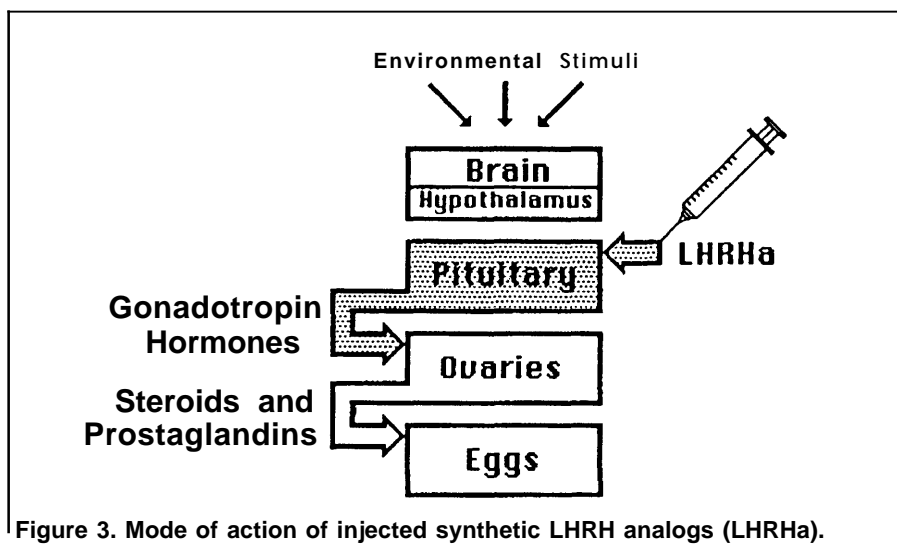 Environmental Stimuli
Brain
Hypothalamus
Pituitary
LHRHa
Gonadotropin
Hormones
Ovaries
Steroids and
Prostaglandins
Eggs
Figure 3. Mode of action of injected synthetic LHRH analogs (LHRHa).